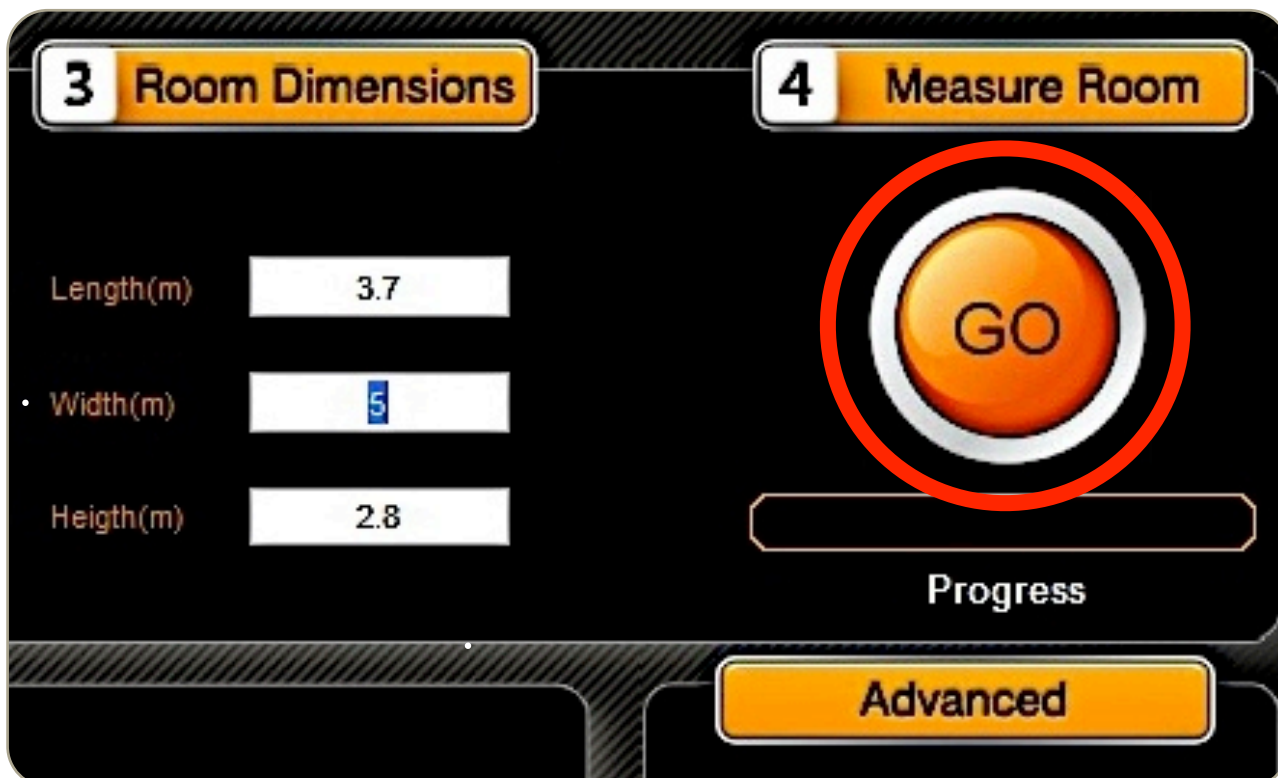 3 Room Dimensions
4 Measure Room
Length(m) 3.7
Width(m) 5
Heigth(m) 2.8
GO
Progress
Advanced